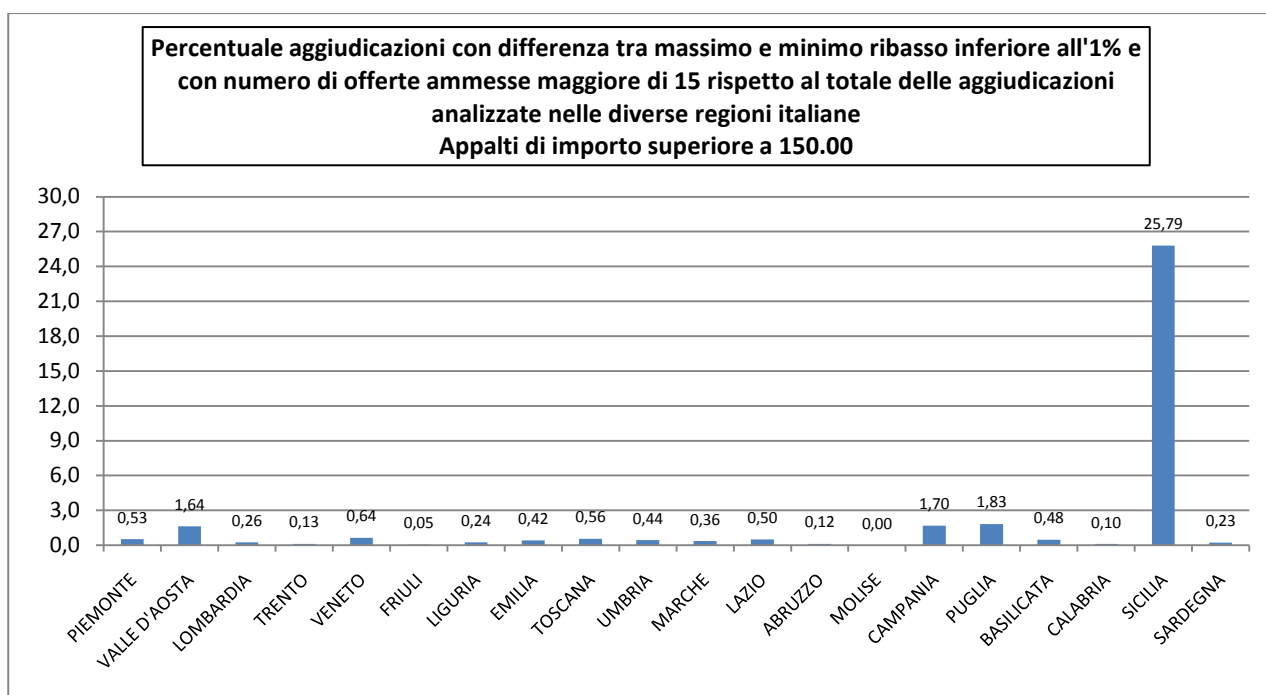 Percentuale aggiudicazioni con differenza tra massimo e minimo ribasso inferiore all'1% e
con numero di offerte ammesse maggiore di 15 rispetto al totale delle aggiudicazioni
analizzate nelle diverse regioni italiane
Appalti di importo superiore a 150.00
30,0
27,0
24,0
21,0
18,0
15,0
12,0
9,0
6,0
3,0
0,0
0,53
1,64
0,26
0,13
0,64
0,05
0,24
0,42
0,56
0,44
0,36
0,50
0,12
0,00
1,70
1,83
0,48
0,10
25,79
0,23
PIEMONTE
VALLE D'AOSTA
LOMBARDIA
TRENTO
VENETO
FRIULI
LIGURIA
EMILIA
TOSCANA
UMBRIA
MARCHE
LAZIO
ABRUZZO
MOLISE
CAMPANIA
PUGLIA
BASILICATA
CALABRIA
SICILIA
SARDEGNA